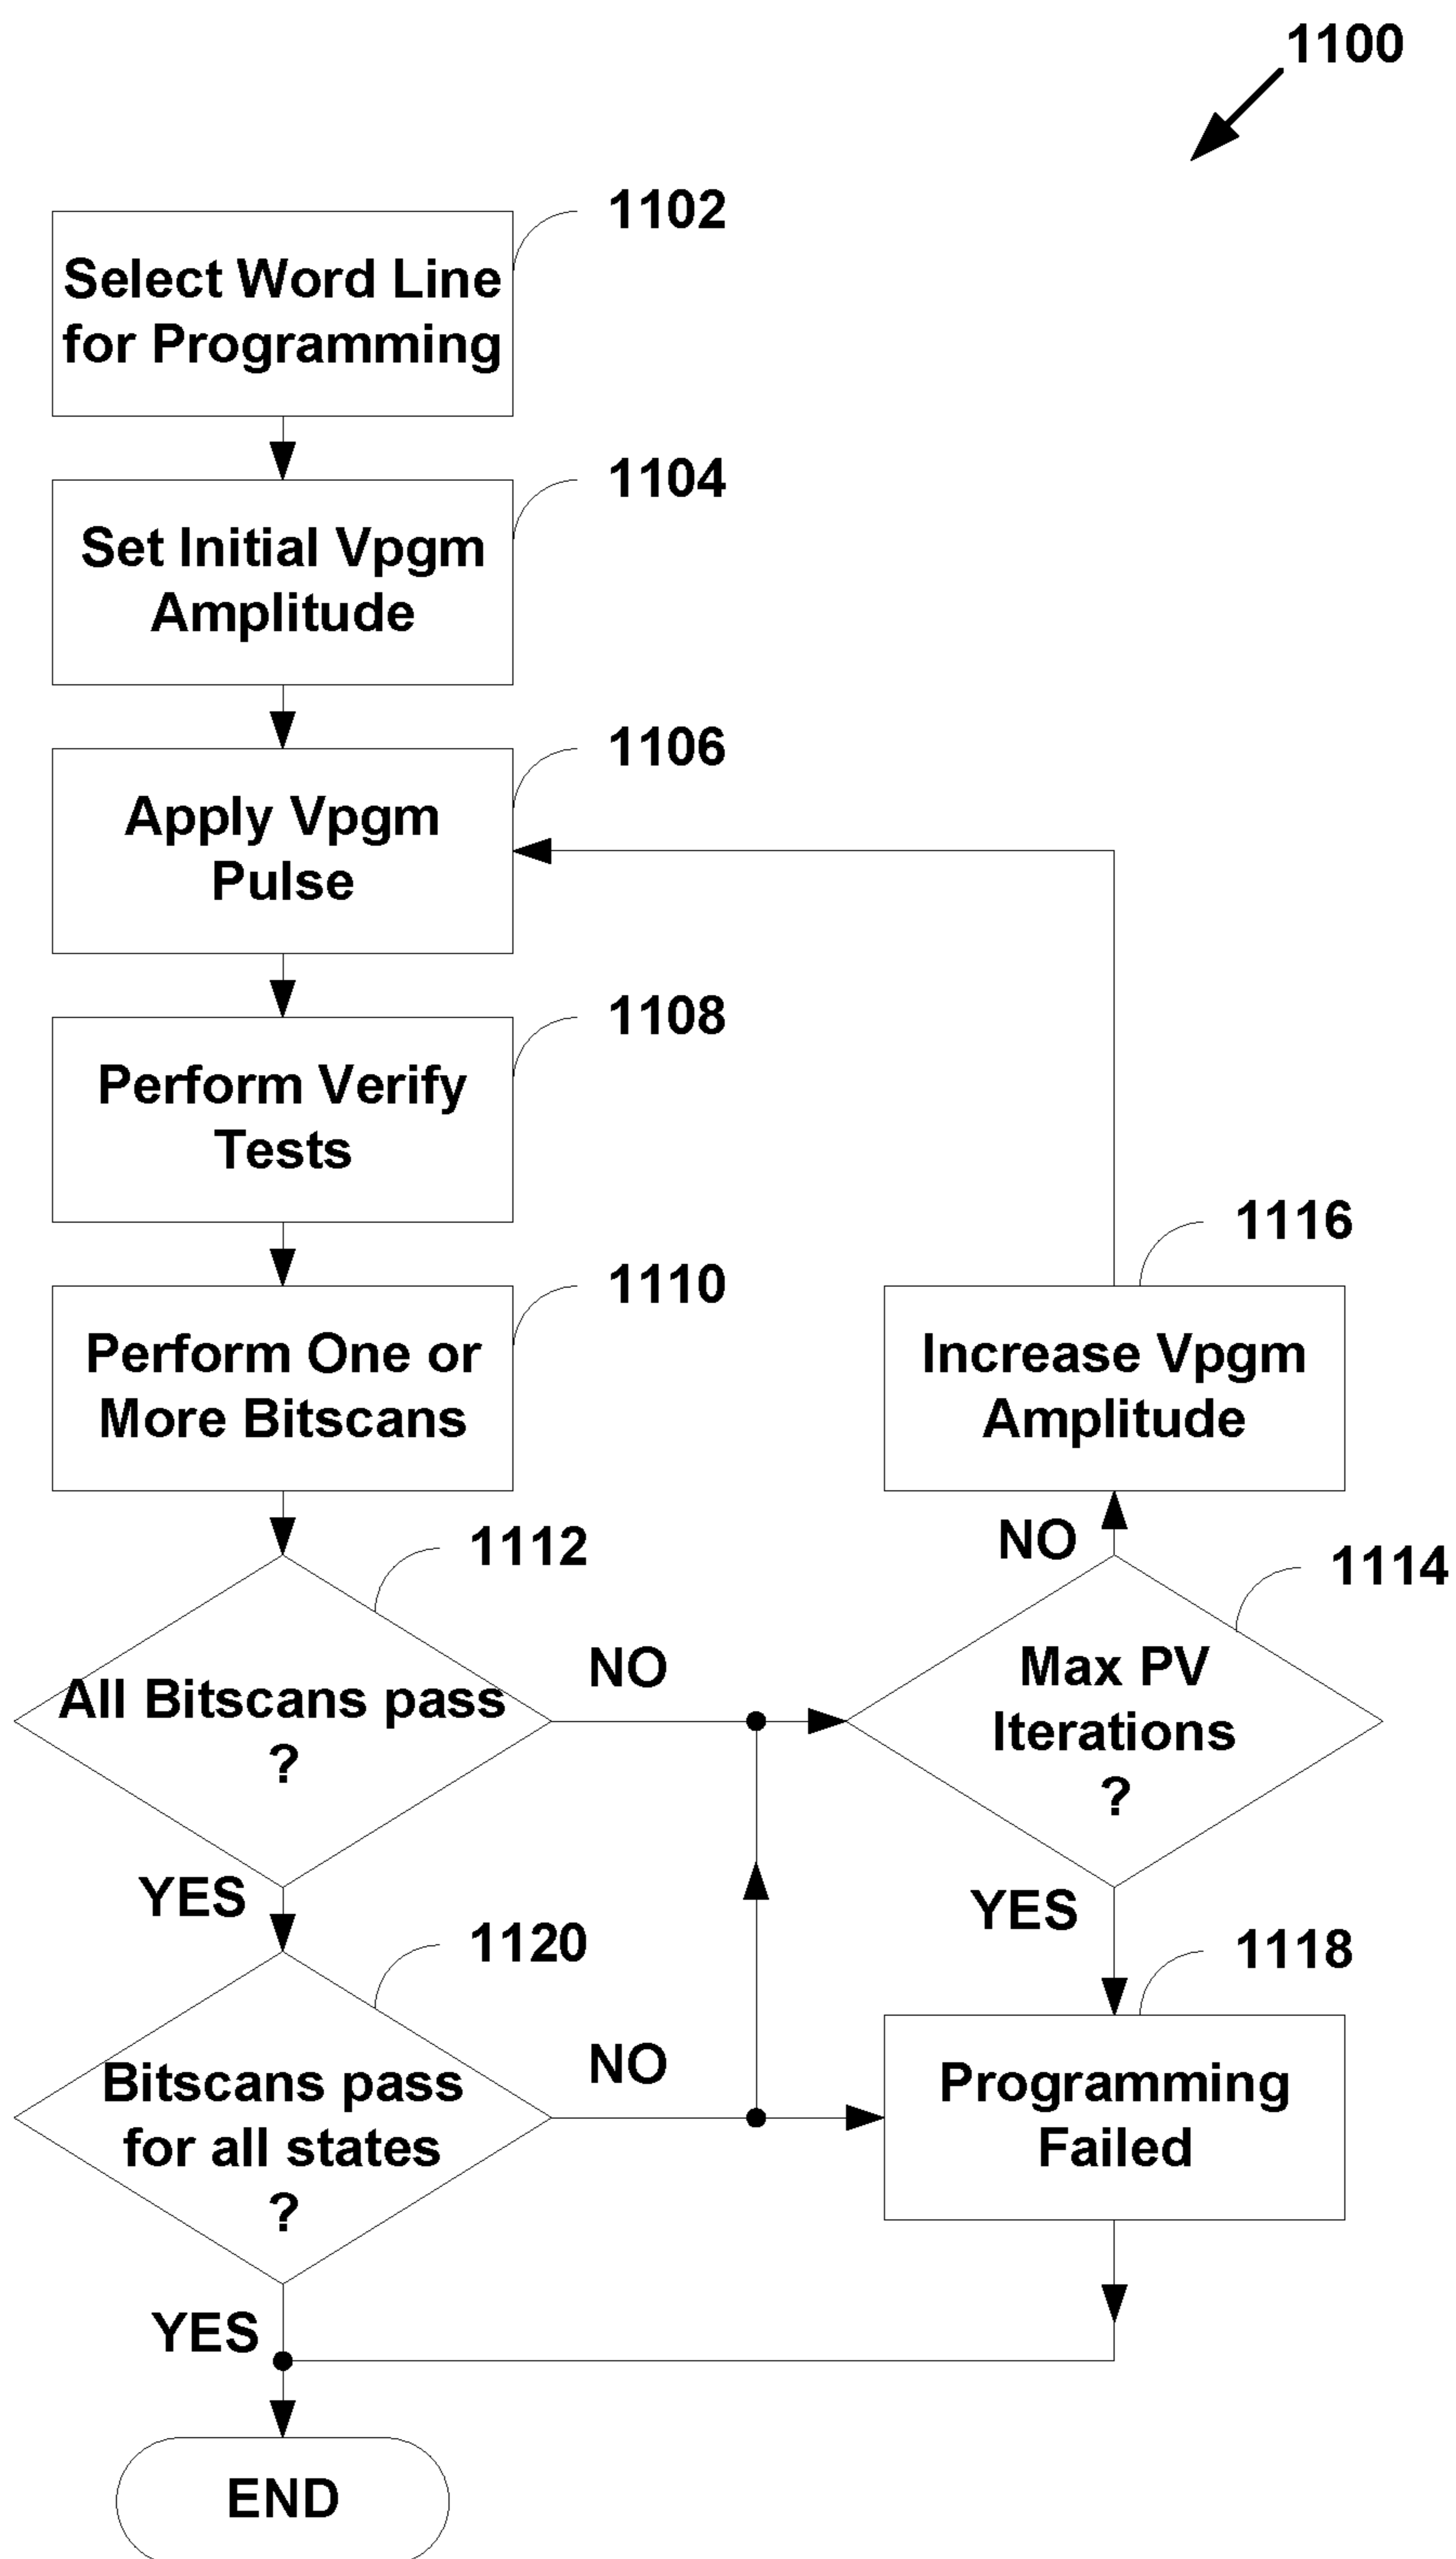 1100
1102
Select Word Line
for Programming
1104
Set Initial Vpgm
Amplitude
1106
Apply Vpgm
Pulse
1108
Perform Verify
Tests
1110
Perform One or
More Bitscans
1116
Increase Vpgm
Amplitude
1112
All Bitscans pass
?
NO
NO
1114
Max PV
Iterations
?
YES
YES
1120
Bitscans pass
for all states
?
NO
1118
Programming
Failed
YES
END